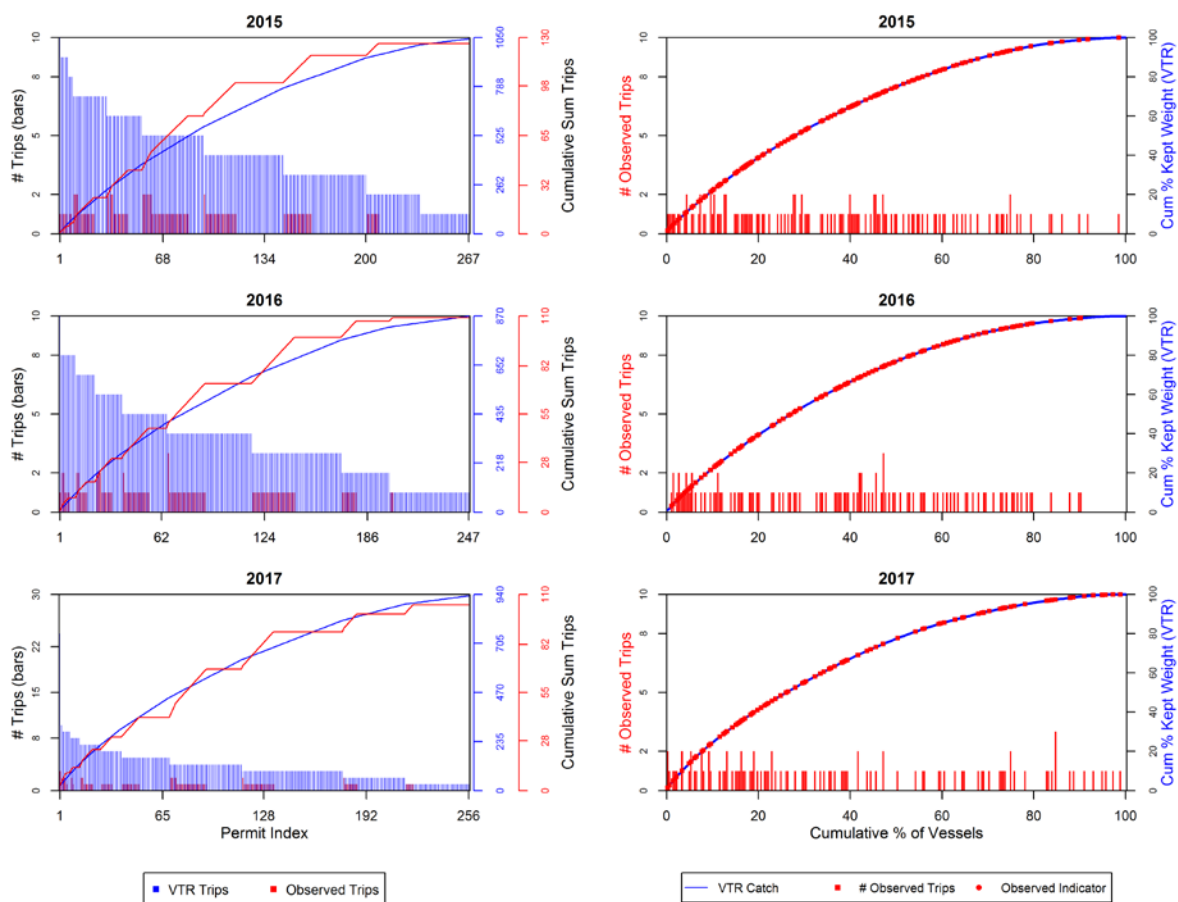 2015
2015
# Trips (bars)
0 2 5 8 10
1 68 134 200 267
0 32 65 98 130
0 262 525 788 1050
Cumulative Sum Trips
# Observed Trips
0 2 5 8 10
0 20 40 60 80 100
0 20 40 60 80 100
Cum % Kept Weight (VTR)
2016
2016
# Trips (bars)
0 2 5 8 10
1 62 124 186 247
0 218 435 652 870
0 28 55 82 110
Cumulative Sum Trips
# Observed Trips
0 2 5 8 10
0 20 40 60 80 100
0 20 40 60 80 100
Cum % Kept Weight (VTR)
2017
2017
# Trips (bars)
0 8 15 22 30
1 65 128 192 256
Permit Index
0 235 470 705 940
0 28 55 82 110
Cumulative Sum Trips
# Observed Trips
0 2 5 8 10
0 20 40 60 80 100
Cumulative % of Vessels
0 20 40 60 80 100
Cum % Kept Weight (VTR)
VTR Trips Observed Trips
VTR Catch # Observed Trips Observed Indicator